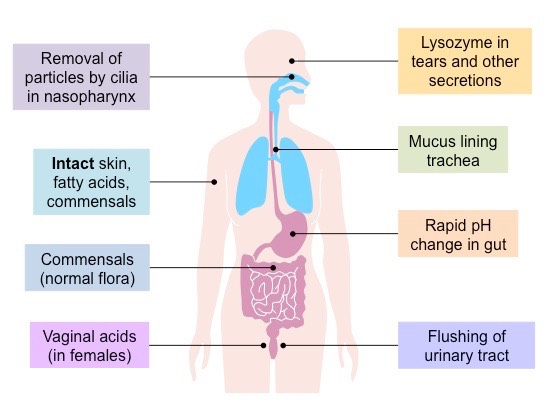 Removal of
particles by cilia
in nasopharynx
Lysozyme in
tears and other
secretions
Mucus lining
trachea
Intact skin,
fatty acids,
commensals
Rapid pH
change in gut
Commensals
(normal flora)
Vaginal acids
(in females)
Flushing of
urinary tract